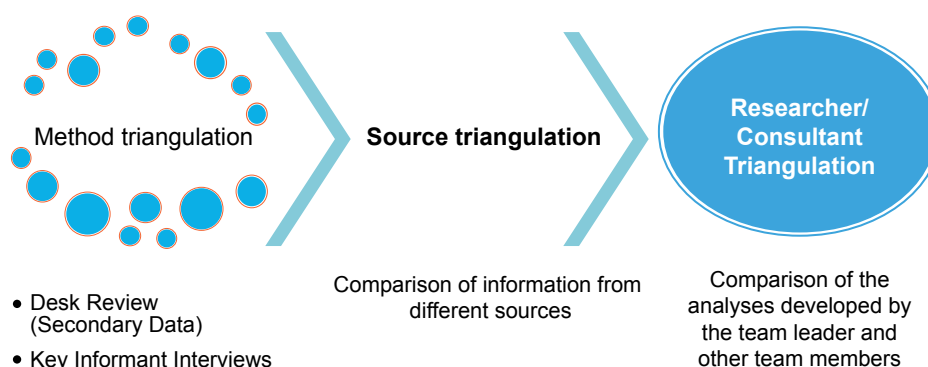 Method triangulation
Source triangulation
Researcher/
Consultant
Triangulation
• Desk Review
(Secondary Data)
• Key Informant Interviews
Comparison of information from
different sources
Comparison of the
analyses developed by
the team leader and
other team members